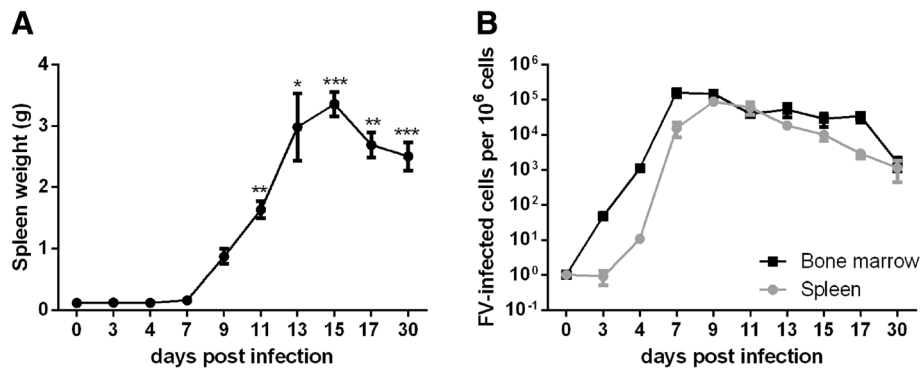 A
Spleen weight (g)
4
3
2
1
0
**
*
***
**
***
0 3 4 7 9 11 13 15 17 30
days post infection
B
FV-infected cells per 10⁶ cells
10⁶
10⁵
10⁴
10³
10²
10¹
10⁰
10⁻¹
Bone marrow
Spleen
0 3 4 7 9 11 13 15 17 30
days post infection